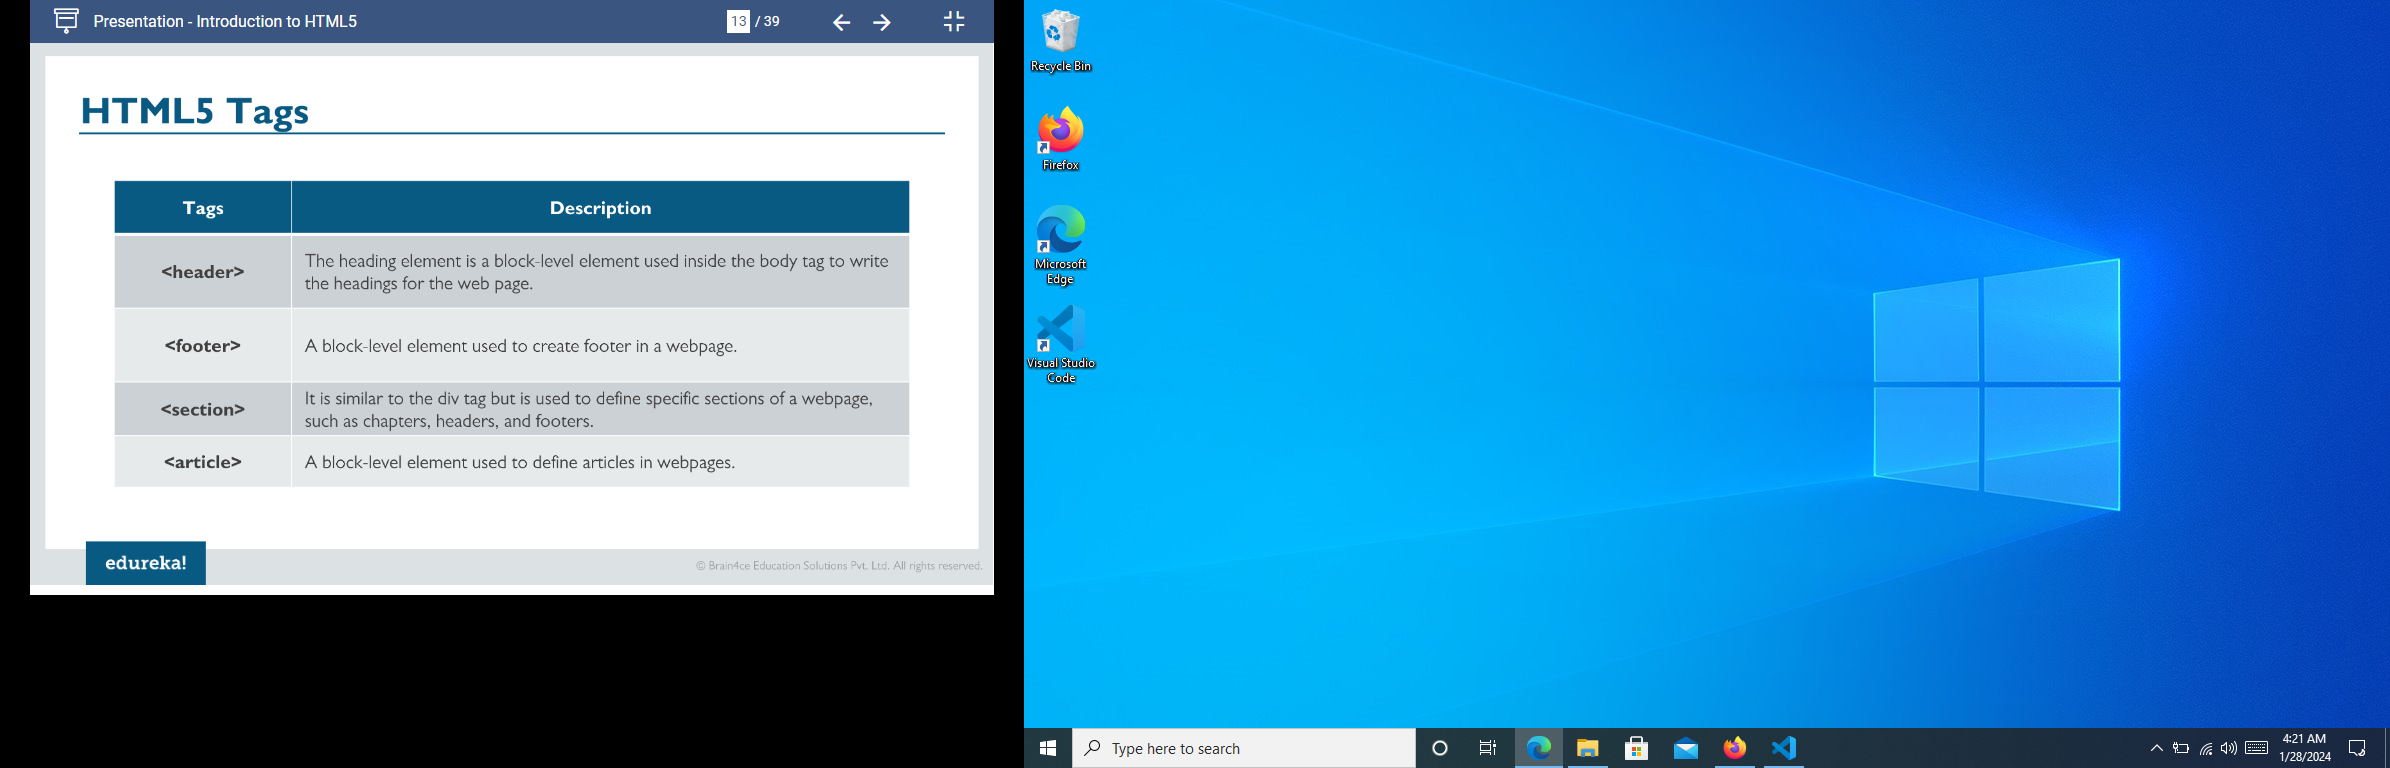 Presentation - Introduction to HTML5
13 / 39
HTML5 Tags
Tags
Description
<header>
The heading element is a block-level element used inside the body tag to write
the headings for the web page.
<footer>
A block-level element used to create footer in a webpage.
<section>
It is similar to the div tag but is used to define specific sections of a webpage,
such as chapters, headers, and footers.
<article>
A block-level element used to define articles in webpages.
edureka!
© Brain4ce Education Solutions Pvt. Ltd. All rights reserved.
Recycle Bin
Firefox
Microsoft
Edge
Visual Studio
Code
Type here to search
4:21 AM
1/28/2024